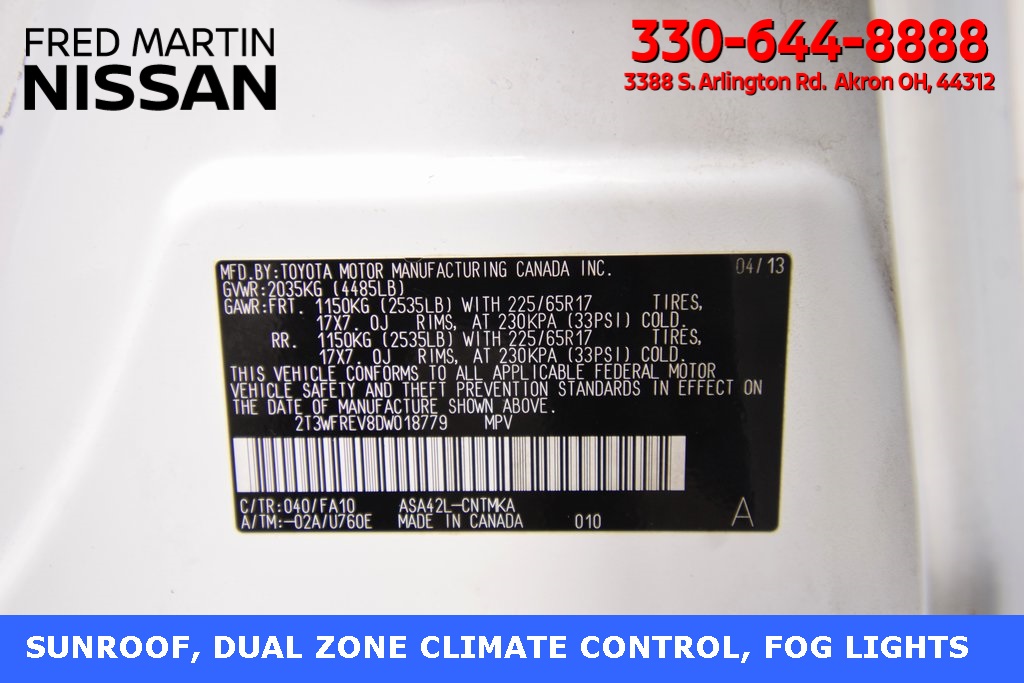 FRED MARTIN
NISSAN
330-644-8888
3388 S. Arlington Rd. Akron OH, 44312
MFD.BY:TOYOTA MOTOR MANUFACTURING CANADA INC. 04/13
GVWR:2035KG (4485LB)
GAWR:FRT. 1150KG (2535LB) WITH 225/65R17 TIRES,
17X7. 0J RIMS, AT 230KPA (33PSI) COLD.
RR. 1150KG (2535LB) WITH 225/65R17 TIRES,
17X7. 0J RIMS, AT 230KPA (33PSI) COLD.
THIS VEHICLE CONFORMS TO ALL APPLICABLE FEDERAL MOTOR
VEHICLE SAFETY AND THEFT PREVENTION STANDARDS IN EFFECT ON
THE DATE OF MANUFACTURE SHOWN ABOVE.
2T3WFREV8DW018779 MPV
C/TR:040/FA10 ASA42L-CNTMKA
A/TM:-02A/U760E MADE IN CANADA 010 A
SUNROOF, DUAL ZONE CLIMATE CONTROL, FOG LIGHTS